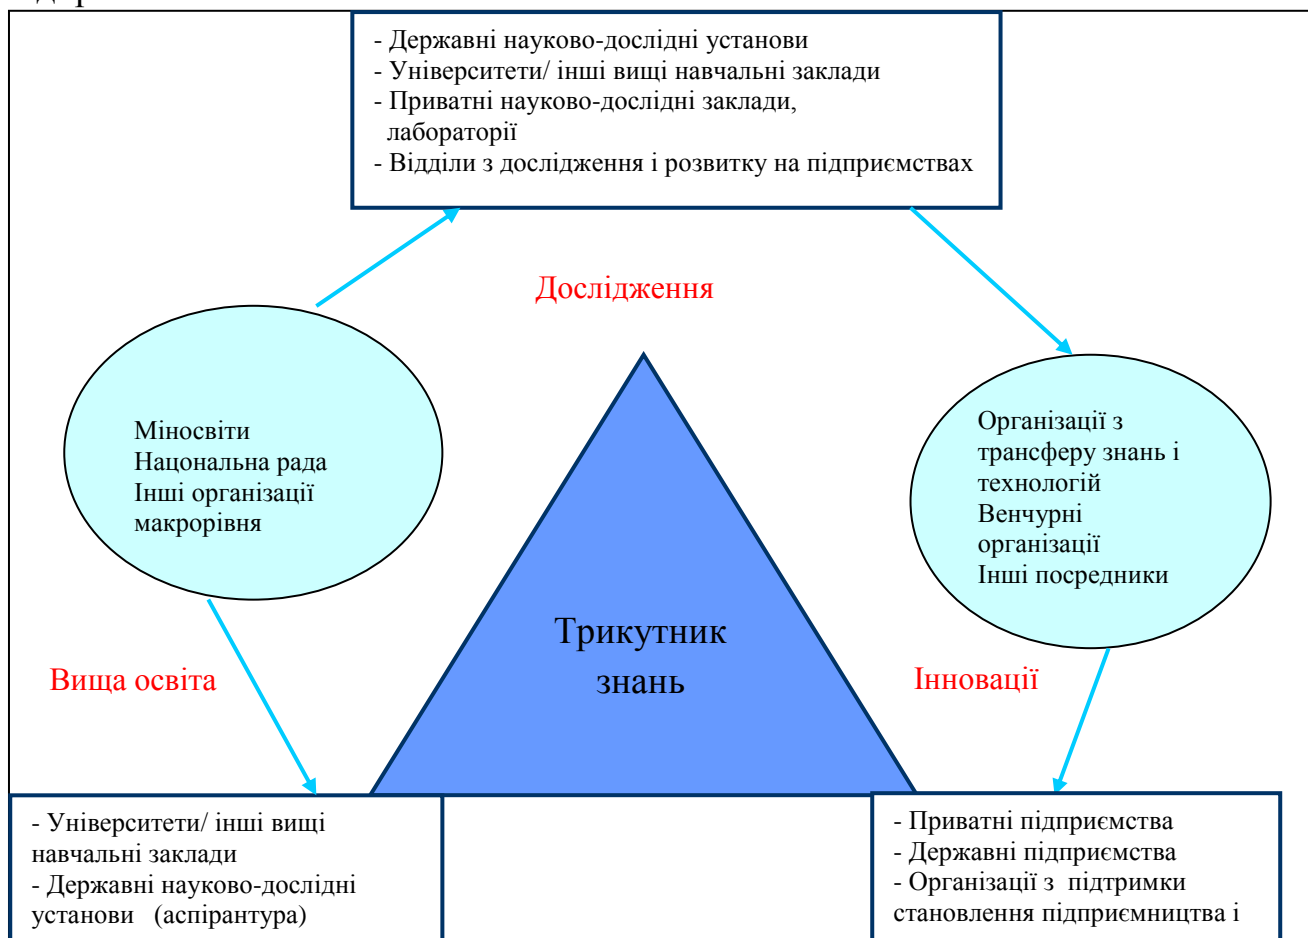 - Державні науково-дослідні установи
- Університети/ інші вищі навчальні заклади
- Приватні науково-дослідні заклади,
лабораторії
- Відділи з дослідження і розвитку на підприємствах
Дослідження
Міносвіти
Нацональна рада
Інші організації
макрорівня
Організації з
трансферу знань і
технологій
Венчурні
організації
Інші посредники
Трикутник
знань
Вища освіта
Інновації
- Університети/ інші вищі
навчальні заклади
- Державні науково-дослідні
установи (аспірантура)
- Приватні підприємства
- Державні підприємства
- Організації з підтримки
становлення підприємництва і